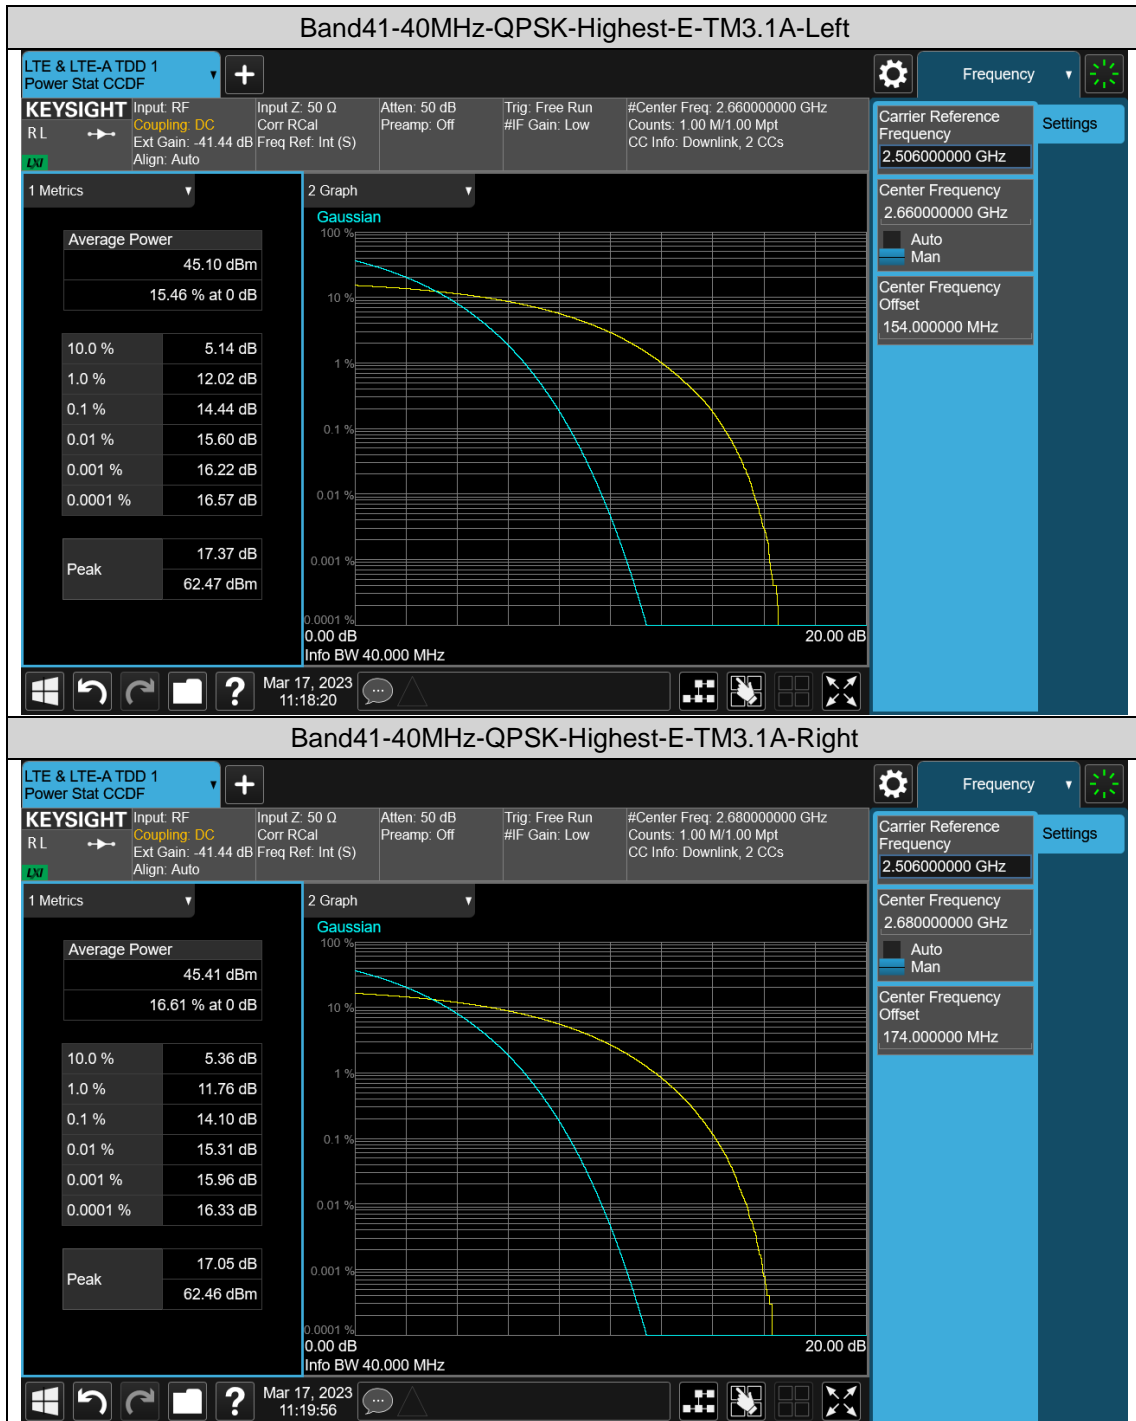 Band41-40MHz-QPSK-Highest-E-TM3.1A-Left
LTE & LTE-A TDD 1
Power Stat CCDF
Frequency
KEYSIGHT
R L
LXI
Input: RF
Coupling: DC
Ext Gain: -41.44 dB
Align: Auto
Input Z: 50 Ω
Corr RCal
Freq Ref: Int (S)
Atten: 50 dB
Preamp: Off
Trig: Free Run
#IF Gain: Low
#Center Freq: 2.660000000 GHz
Counts: 1.00 M/1.00 Mpt
CC Info: Downlink, 2 CCs
Carrier Reference
Frequency
2.506000000 GHz
Settings
Center Frequency
2.660000000 GHz
Auto
Man
Center Frequency
Offset
154.000000 MHz
1 Metrics
Average Power
45.10 dBm
15.46 % at 0 dB
10.0 % 5.14 dB
1.0 % 12.02 dB
0.1 % 14.44 dB
0.01 % 15.60 dB
0.001 % 16.22 dB
0.0001 % 16.57 dB
Peak 17.37 dB
62.47 dBm
2 Graph
Gaussian
100 %
10 %
1 %
0.1 %
0.01 %
0.001 %
0.0001 %
0.00 dB 20.00 dB
Info BW 40.000 MHz
Mar 17, 2023
11:18:20
Band41-40MHz-QPSK-Highest-E-TM3.1A-Right
LTE & LTE-A TDD 1
Power Stat CCDF
Frequency
KEYSIGHT
R L
LXI
Input: RF
Coupling: DC
Ext Gain: -41.44 dB
Align: Auto
Input Z: 50 Ω
Corr RCal
Freq Ref: Int (S)
Atten: 50 dB
Preamp: Off
Trig: Free Run
#IF Gain: Low
#Center Freq: 2.680000000 GHz
Counts: 1.00 M/1.00 Mpt
CC Info: Downlink, 2 CCs
Carrier Reference
Frequency
2.506000000 GHz
Settings
Center Frequency
2.680000000 GHz
Auto
Man
Center Frequency
Offset
174.000000 MHz
1 Metrics
Average Power
45.41 dBm
16.61 % at 0 dB
10.0 % 5.36 dB
1.0 % 11.76 dB
0.1 % 14.10 dB
0.01 % 15.31 dB
0.001 % 15.96 dB
0.0001 % 16.33 dB
Peak 17.05 dB
62.46 dBm
2 Graph
Gaussian
100 %
10 %
1 %
0.1 %
0.01 %
0.001 %
0.0001 %
0.00 dB 20.00 dB
Info BW 40.000 MHz
Mar 17, 2023
11:19:56